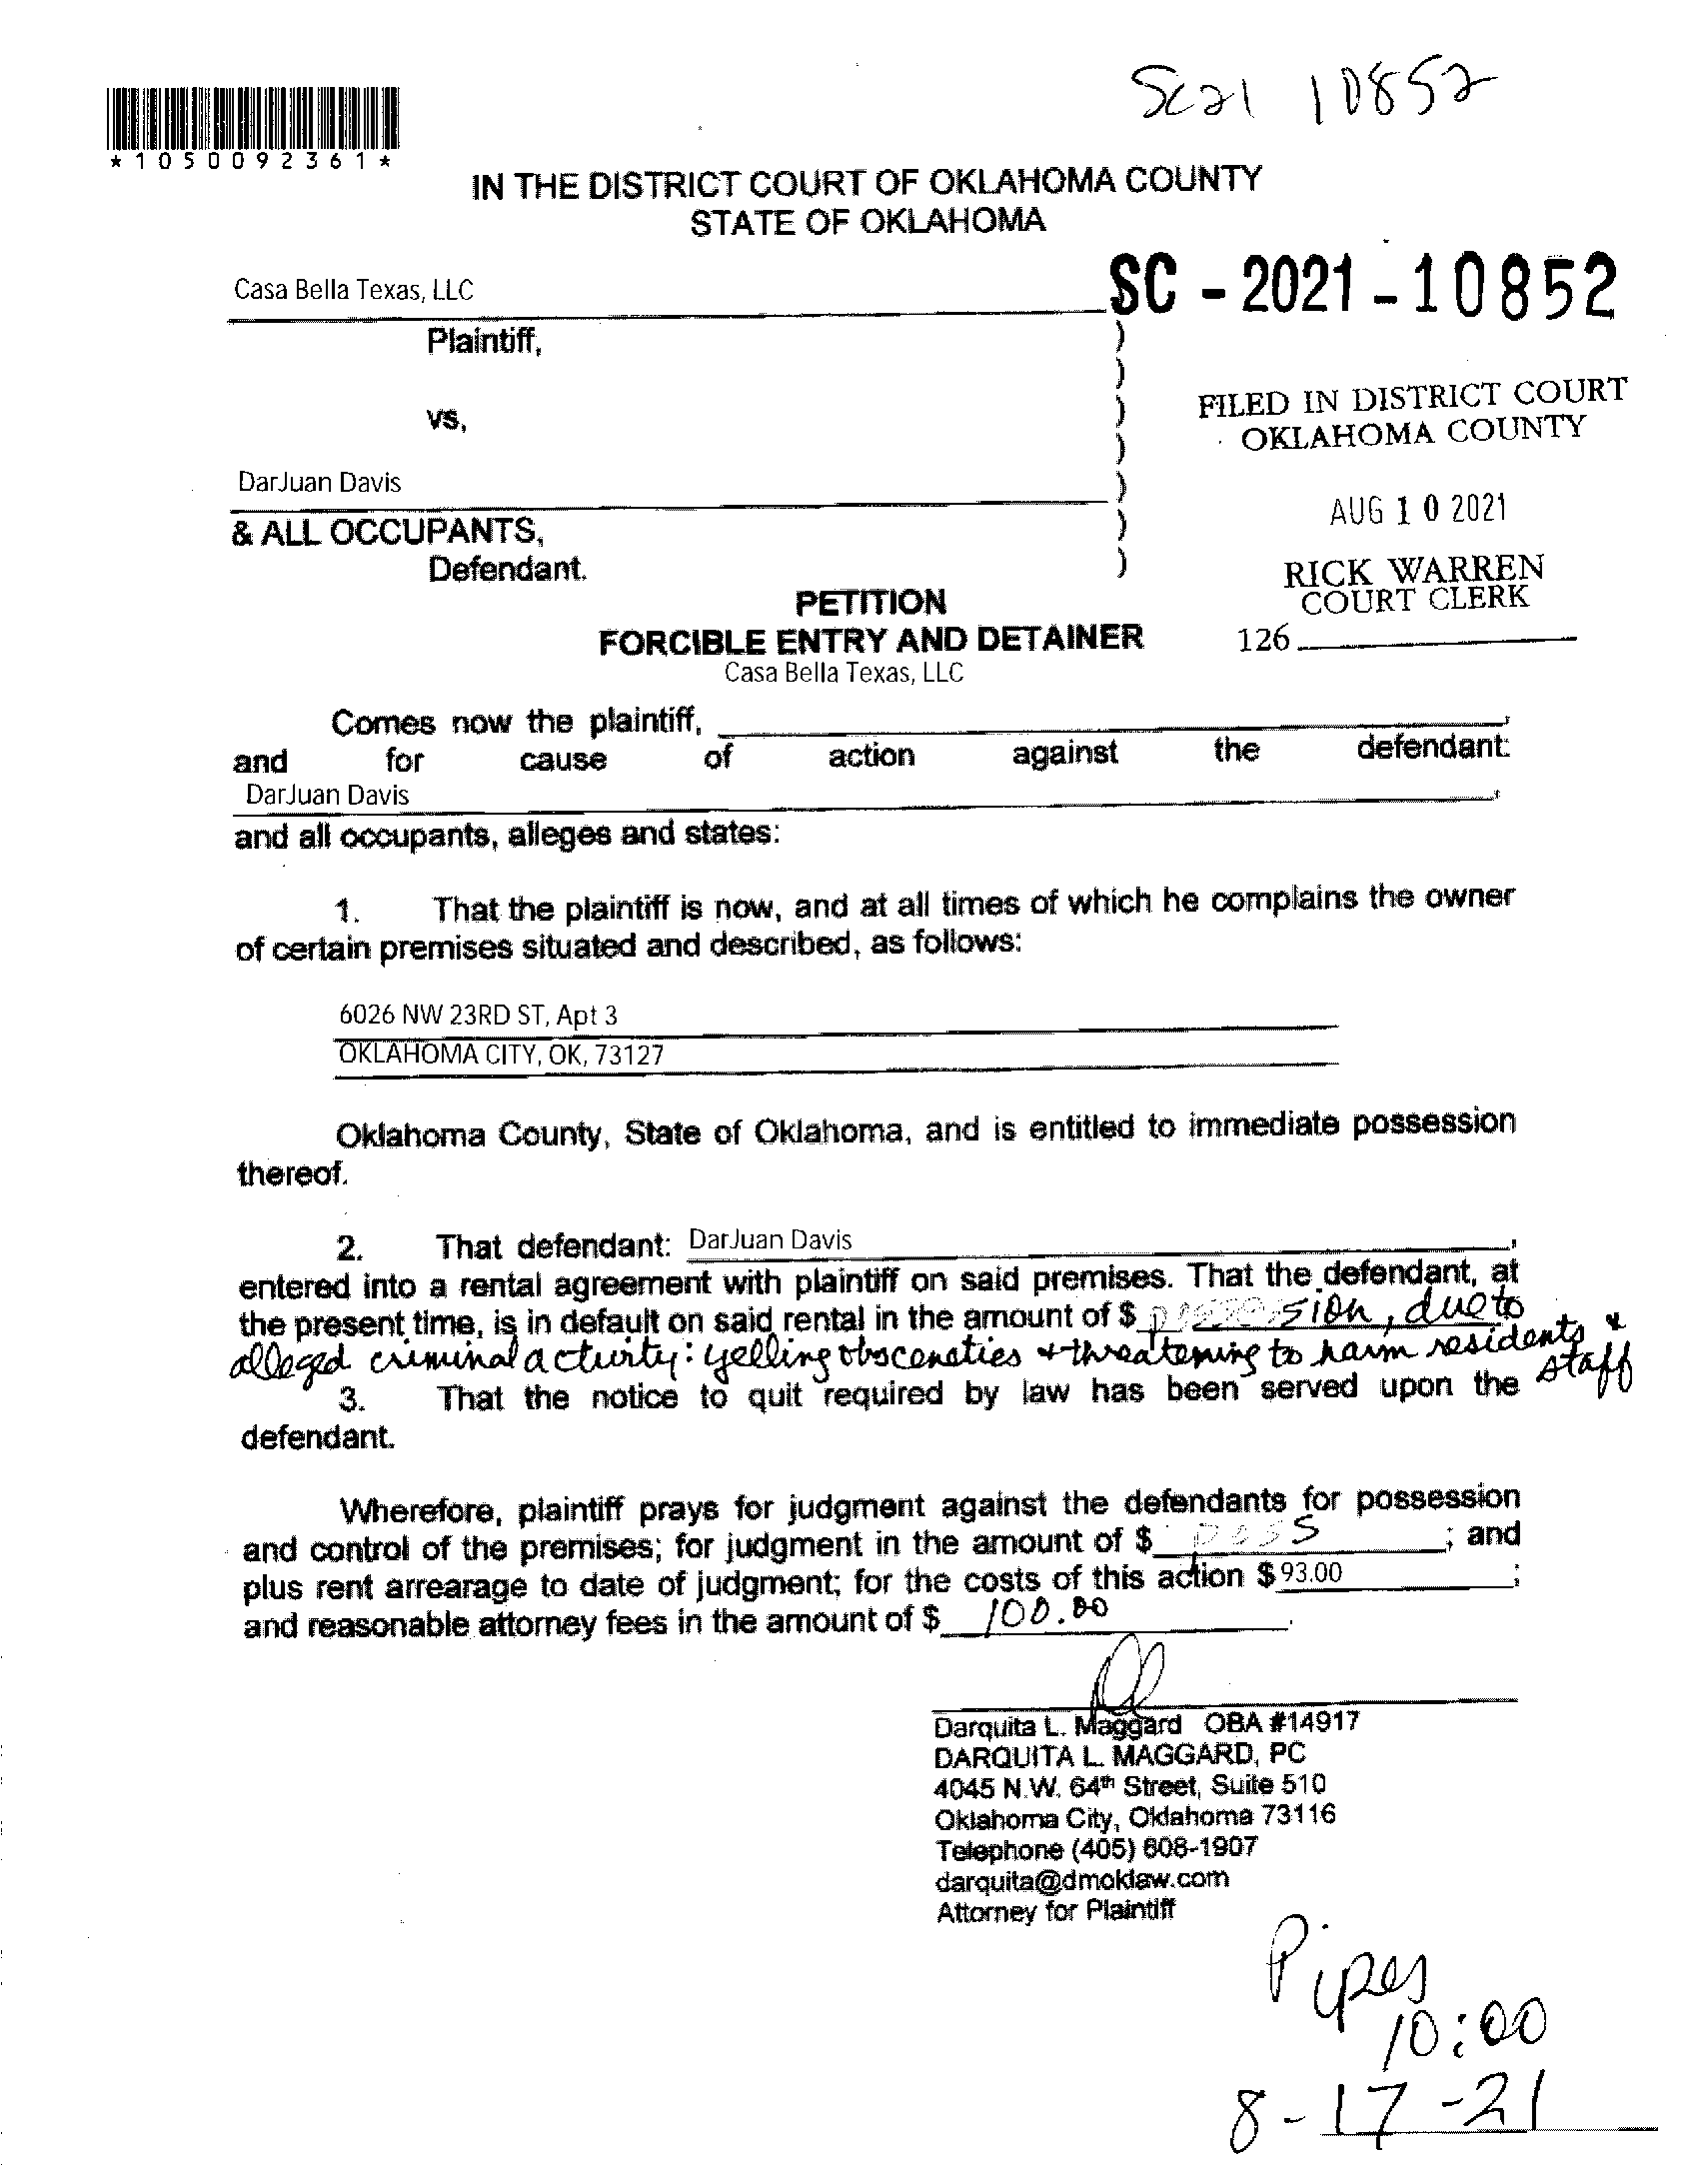 Sc21 10852
*1050092361*
IN THE DISTRICT COURT OF OKLAHOMA COUNTY
STATE OF OKLAHOMA
SC - 2021 - 10852
Casa Bella Texas, LLC
Plaintiff,
vs,
FILED IN DISTRICT COURT
OKLAHOMA COUNTY
DarJuan Davis
AUG 10 2021
& ALL OCCUPANTS,
Defendant.
RICK WARREN
COURT CLERK
PETITION
FORCIBLE ENTRY AND DETAINER
126
Casa Bella Texas, LLC
Comes now the plaintiff, ,
and for cause of action against the defendant:
DarJuan Davis ,
and all occupants, alleges and states:
1. That the plaintiff is now, and at all times of which he complains the owner
of certain premises situated and described, as follows:
6026 NW 23RD ST, Apt 3
OKLAHOMA CITY, OK, 73127
Oklahoma County, State of Oklahoma, and is entitled to immediate possession
thereof.
2. That defendant: DarJuan Davis ,
entered into a rental agreement with plaintiff on said premises. That the defendant, at
the present time, is in default on said rental in the amount of $ due to
alleged criminal activity: yelling obscenaties & threatening to harm residents &
staff
3. That the notice to quit required by law has been served upon the
defendant.
Wherefore, plaintiff prays for judgment against the defendants for possession
and control of the premises; for judgment in the amount of $ ; and
plus rent arrearage to date of judgment; for the costs of this action $93.00 ;
and reasonable attorney fees in the amount of $ 100.00 .
Darquita L. Maggard OBA #14917
DARQUITA L. MAGGARD, PC
4045 N.W. 64th Street, Suite 510
Oklahoma City, Oklahoma 73116
Telephone (405) 608-1907
darquita@dmoklaw.com
Attorney for Plaintiff
Pipes
10:00
8-17-21